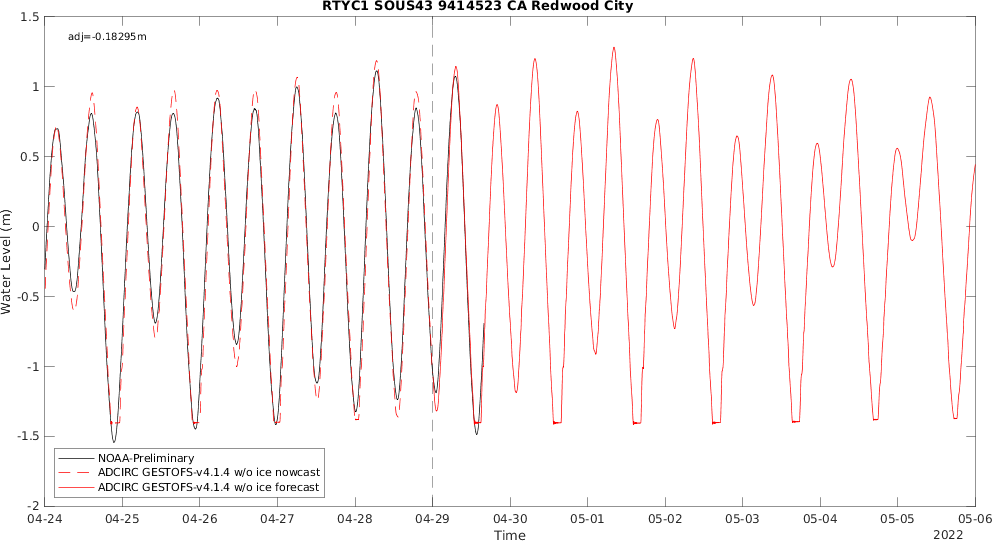 RTYC1 SOUS43 9414523 CA Redwood City
adj=-0.18295m
1.5
1
0.5
0
-0.5
-1
-1.5
-2
Water Level (m)
NOAA-Preliminary
ADCIRC GESTOFS-v4.1.4 w/o ice nowcast
ADCIRC GESTOFS-v4.1.4 w/o ice forecast
04-24 04-25 04-26 04-27 04-28 04-29 04-30 05-01 05-02 05-03 05-04 05-05 05-06
Time
2022